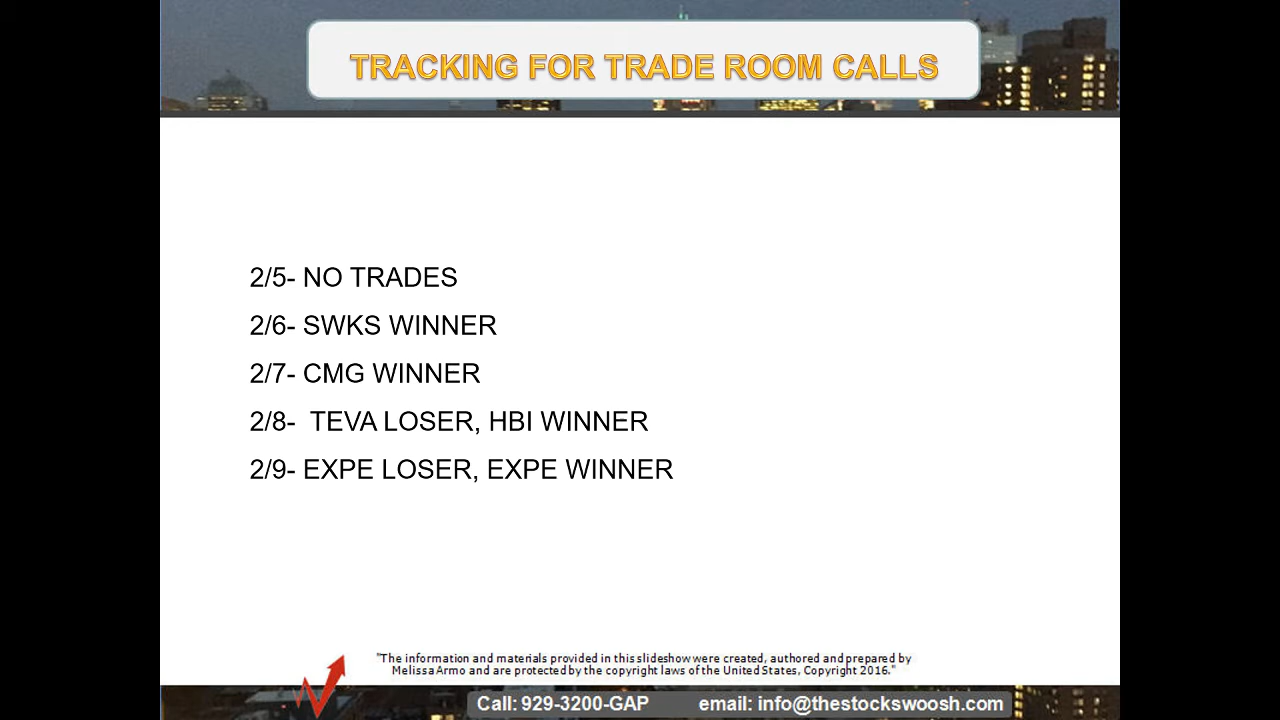 TRACKING FOR TRADE ROOM CALLS
2/5- NO TRADES
2/6- SWKS WINNER
2/7- CMG WINNER
2/8-  TEVA LOSER, HBI WINNER
2/9- EXPE LOSER, EXPE WINNER
"The information and materials provided in this slideshow were created, authored and prepared by
Melissa Armo and are protected by the copyright laws of the United States, Copyright 2016."
Call: 929-3200-GAP email: info@thestockswoosh.com